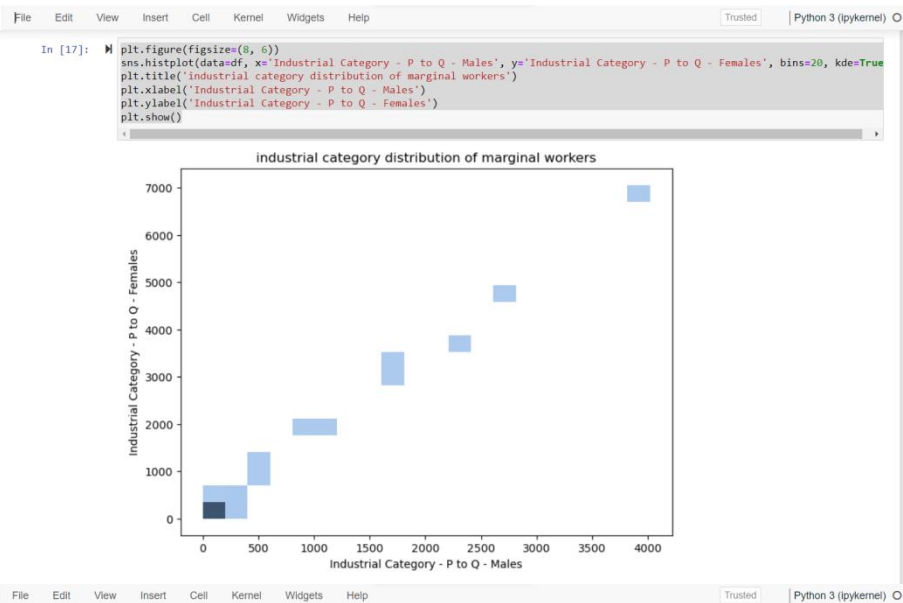 File Edit View Insert Cell Kernel Widgets Help Trusted Python 3 (ipykernel) O
In [17]: plt.figure(figsize=(8, 6))
sns.histplot(data=df, x='Industrial Category - P to Q - Males', y='Industrial Category - P to Q - Females', bins=20, kde=True
plt.title('industrial category distribution of marginal workers')
plt.xlabel('Industrial Category - P to Q - Males')
plt.ylabel('Industrial Category - P to Q - Females')
plt.show()
industrial category distribution of marginal workers
7000
6000
5000
4000
3000
2000
1000
0
Industrial Category - P to Q - Females
0 500 1000 1500 2000 2500 3000 3500 4000
Industrial Category - P to Q - Males
File Edit View Insert Cell Kernel Widgets Help Trusted Python 3 (ipykernel) O